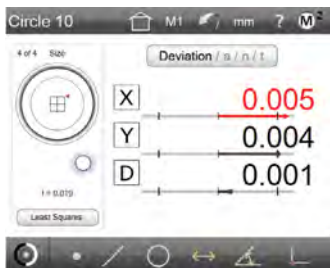 Circle 10 M1 mm ? M²
4 of 4 Size
Deviation / a / n / t
X 0.005
Y 0.004
D 0.001
f = 0.079
Least Squares